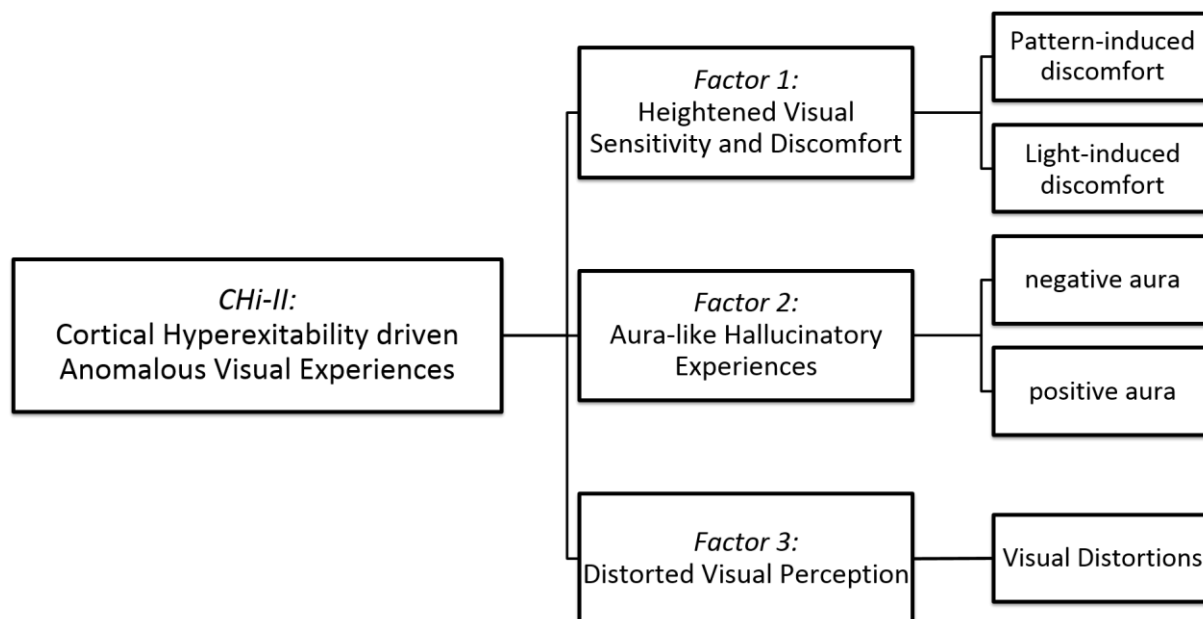 CHi-II:
Cortical Hyperexitability driven
Anomalous Visual Experiences
Factor 1:
Heightened Visual
Sensitivity and Discomfort
Pattern-induced
discomfort
Light-induced
discomfort
Factor 2:
Aura-like Hallucinatory
Experiences
negative aura
positive aura
Factor 3:
Distorted Visual Perception
Visual Distortions